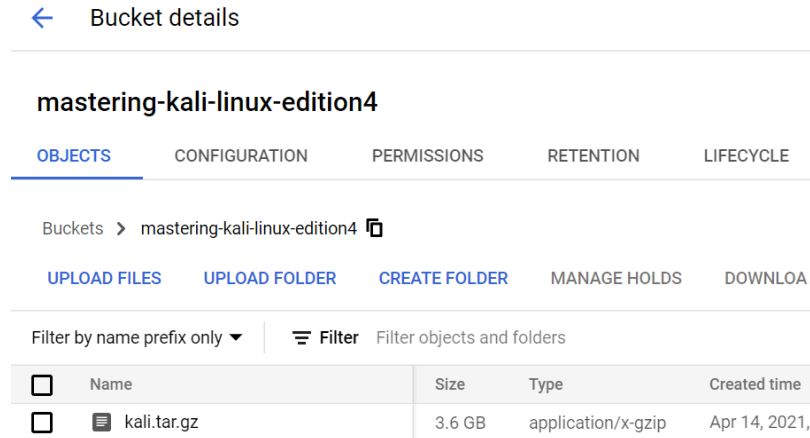 Bucket details
mastering-kali-linux-edition4
OBJECTS CONFIGURATION PERMISSIONS RETENTION LIFECYCLE
Buckets > mastering-kali-linux-edition4
UPLOAD FILES UPLOAD FOLDER CREATE FOLDER MANAGE HOLDS DOWNLOA
Filter by name prefix only Filter Filter objects and folders
Name Size Type Created time
kali.tar.gz 3.6 GB application/x-gzip Apr 14, 2021,